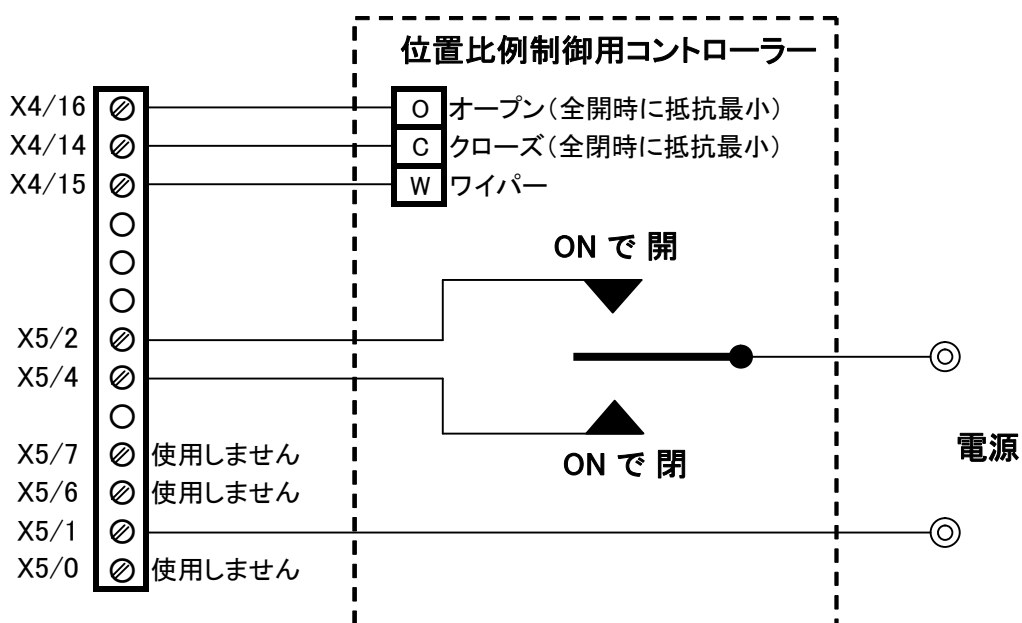 位置比例制御用コントローラー
X4/16 O オープン(全開時に抵抗最小)
X4/14 C クローズ(全閉時に抵抗最小)
X4/15 W ワイパー
ON で 開
X5/2
X5/4
ON で 閉
電源
X5/7 使用しません
X5/6 使用しません
X5/1
X5/0 使用しません